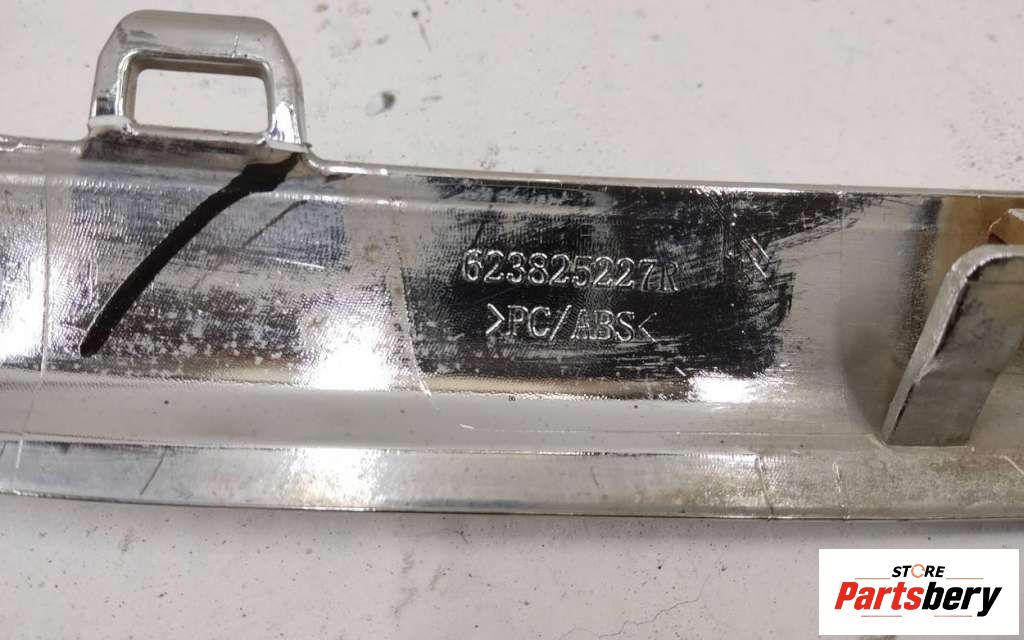 623825227R
>PC/ABS<
STORE
Partsbery